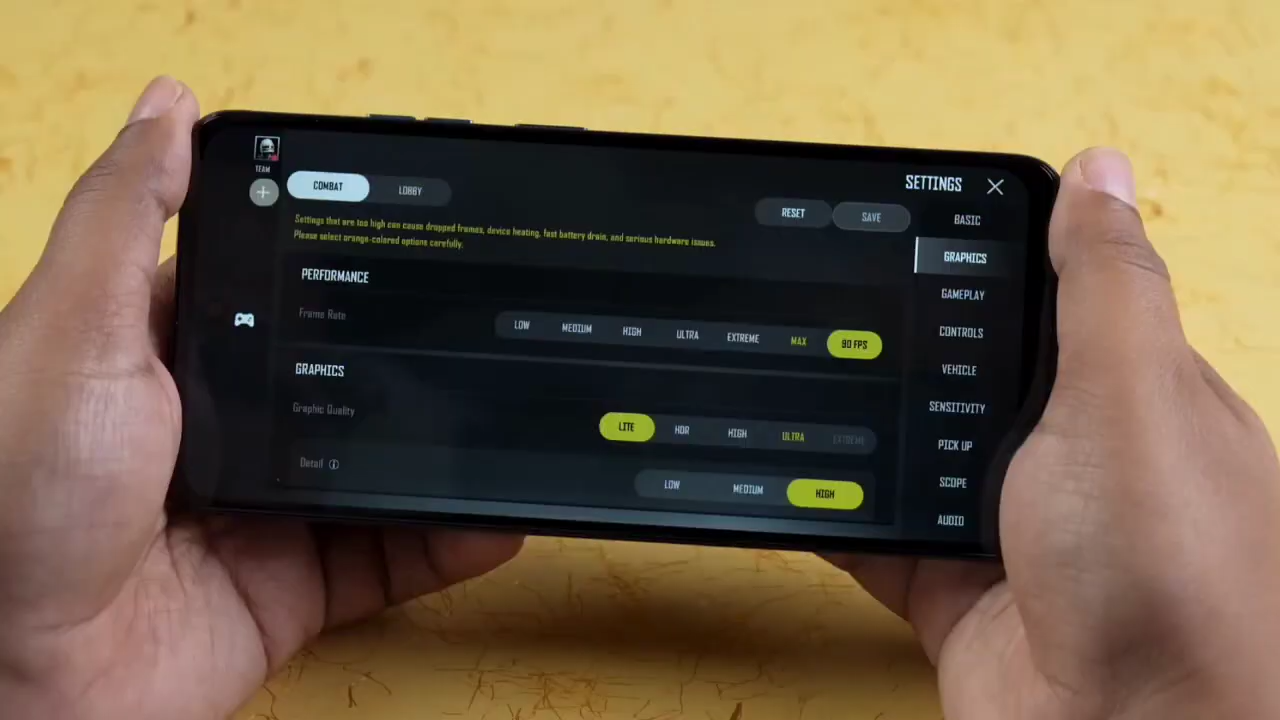 TEAM
COMBAT LOBBY
SETTINGS
RESET SAVE
Settings that are too high can cause dropped frames, device heating, fast battery drain, and serious hardware issues.
Please select orange-colored options carefully.
PERFORMANCE
Frame Rate LOW MEDIUM HIGH ULTRA EXTREME MAX 90 FPS
GRAPHICS
Graphic Quality LITE HDR HIGH ULTRA EXTREME
Detail LOW MEDIUM HIGH
BASIC
GRAPHICS
GAMEPLAY
CONTROLS
VEHICLE
SENSITIVITY
PICK UP
SCOPE
AUDIO